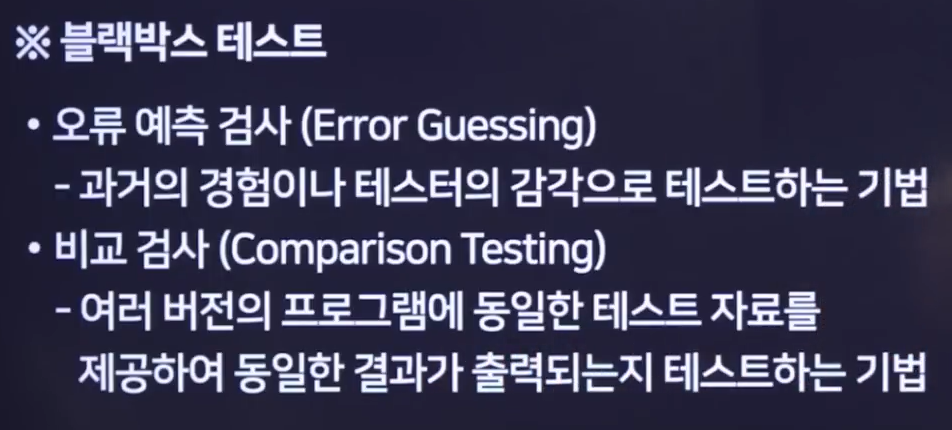 ※ 블랙박스 테스트
• 오류 예측 검사 (Error Guessing)
- 과거의 경험이나 테스터의 감각으로 테스트하는 기법
• 비교 검사 (Comparison Testing)
- 여러 버전의 프로그램에 동일한 테스트 자료를
제공하여 동일한 결과가 출력되는지 테스트하는 기법